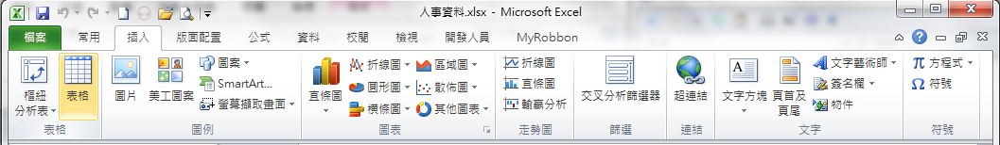 人事資料.xlsx - Microsoft Excel
檔案 常用 插入 版面配置 公式 資料 校閱 檢視 開發人員 MyRobbon
樞紐
分析表
表格
表格
圖片
美工圖案
圖案
SmartArt...
螢幕擷取畫面
圖例
直條圖
折線圖
圓形圖
橫條圖
區域圖
散佈圖
其他圖表
圖表
折線圖
直條圖
輸贏分析
走勢圖
交叉分析篩選器
篩選
超連結
連結
文字方塊
頁首及
頁尾
文字藝術師
簽名欄
物件
文字
π 方程式
Ω 符號
符號